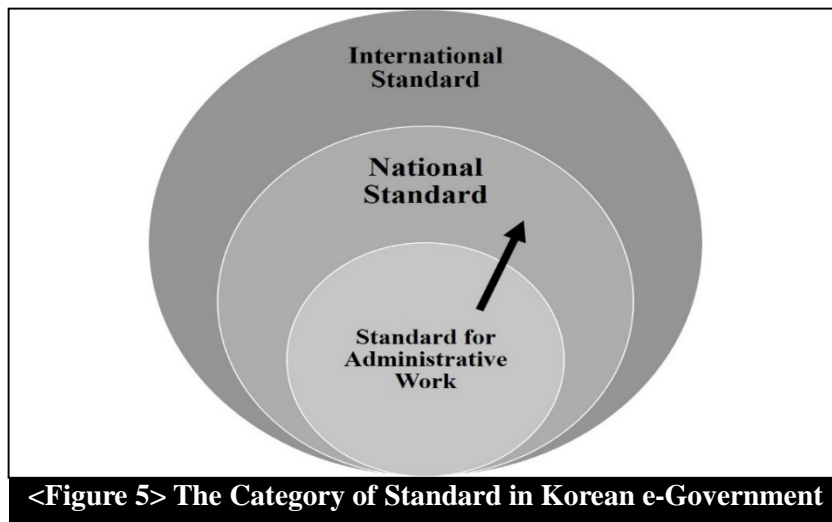 International
Standard
National
Standard
Standard for
Administrative
Work
<Figure 5> The Category of Standard in Korean e-Government